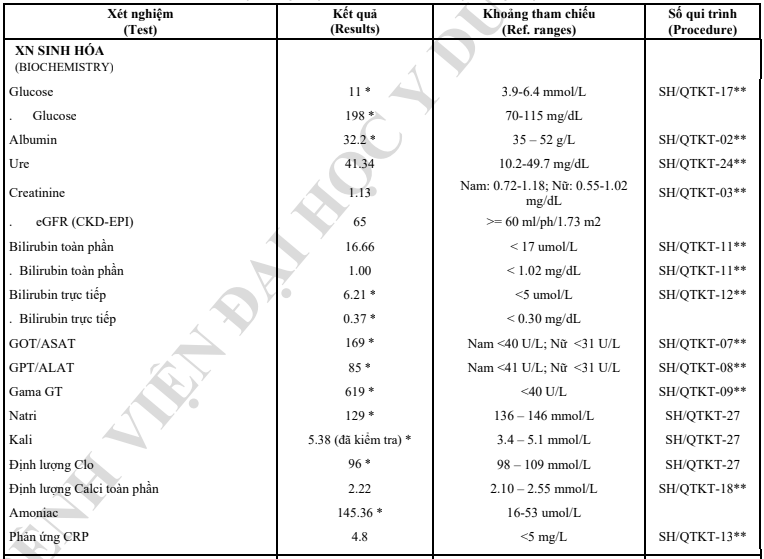 Xét nghiệm Kết quả Khoảng tham chiếu Số qui trình
(Test) (Results) (Ref. ranges) (Procedure)
XN SINH HÓA
(BIOCHEMISTRY)
Glucose 11 * 3.9-6.4 mmol/L SH/QTKT-17**
. Glucose 198 * 70-115 mg/dL
Albumin 32.2 * 35 – 52 g/L SH/QTKT-02**
Ure 41.34 10.2-49.7 mg/dL SH/QTKT-24**
Creatinine 1.13 Nam: 0.72-1.18; Nữ: 0.55-1.02 SH/QTKT-03**
mg/dL
. eGFR (CKD-EPI) 65 >= 60 ml/ph/1.73 m2
Bilirubin toàn phần 16.66 < 17 umol/L SH/QTKT-11**
. Bilirubin toàn phần 1.00 < 1.02 mg/dL SH/QTKT-11**
Bilirubin trực tiếp 6.21 * <5 umol/L SH/QTKT-12**
. Bilirubin trực tiếp 0.37 * < 0.30 mg/dL
GOT/ASAT 169 * Nam <40 U/L; Nữ <31 U/L SH/QTKT-07**
GPT/ALAT 85 * Nam <41 U/L; Nữ <31 U/L SH/QTKT-08**
Gama GT 619 * <40 U/L SH/QTKT-09**
Natri 129 * 136 – 146 mmol/L SH/QTKT-27
Kali 5.38 (đã kiểm tra) * 3.4 – 5.1 mmol/L SH/QTKT-27
Định lượng Clo 96 * 98 – 109 mmol/L SH/QTKT-27
Định lượng Calci toàn phần 2.22 2.10 – 2.55 mmol/L SH/QTKT-18**
Amoniac 145.36 * 16-53 umol/L
Phản ứng CRP 4.8 <5 mg/L SH/QTKT-13**
ỆNH VIỆN ĐẠI HỌC Y DƯ